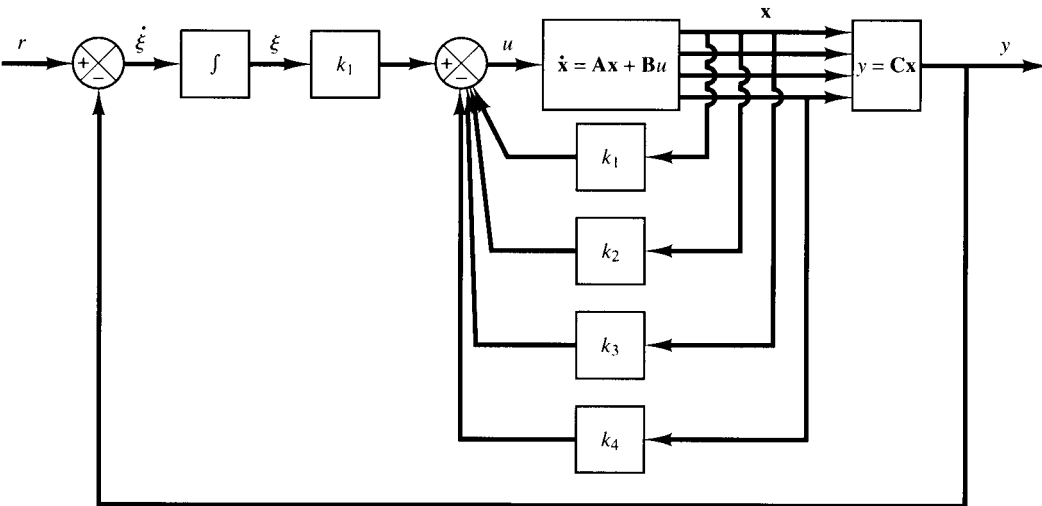 r
+
−
ξ̇
∫
ξ
k₁
+
−
u
ẋ = Ax + Bu
x
y = Cx
y
k₁
k₂
k₃
k₄